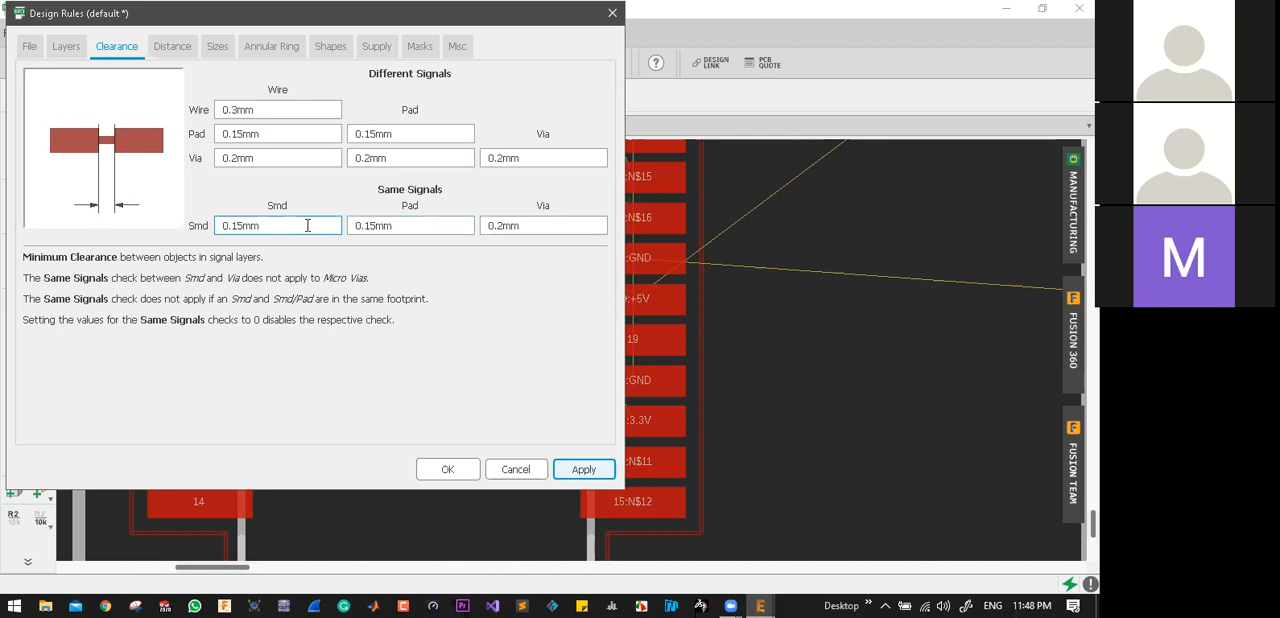 Design Rules (default *)
File Layers Clearance Distance Sizes Annular Ring Shapes Supply Masks Misc
Different Signals
Wire
Wire 0.3mm Pad
Pad 0.15mm 0.15mm Via
Via 0.2mm 0.2mm 0.2mm
Same Signals
Smd Pad Via
Smd 0.15mm 0.15mm 0.2mm
Minimum Clearance between objects in signal layers.
The Same Signals check between Smd and Via does not apply to Micro Vias.
The Same Signals check does not apply if an Smd and Smd/Pad are in the same footprint.
Setting the values for the Same Signals checks to 0 disables the respective check.
OK Cancel Apply
?
DESIGN LINK
PCB QUOTE
:N$15
:N$16
:GND
:+5V
19
:GND
:3.3V
:N$11
14
15:N$12
R2 R2
10k 10k
MANUFACTURING
FUSION 360
FUSION TEAM
M
Desktop
ENG 11:48 PM